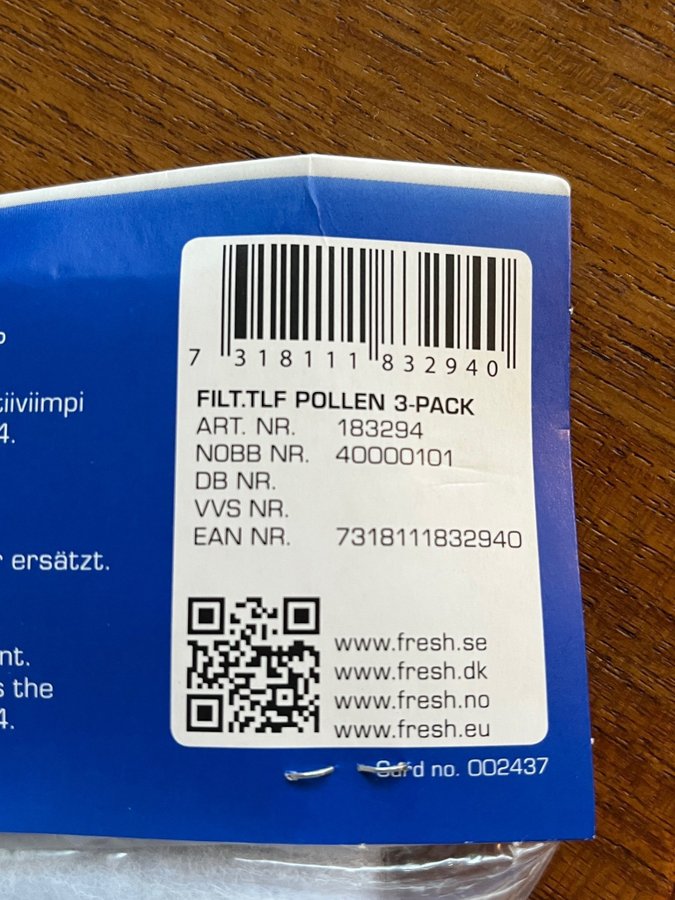 tiiviimpi
4.
ersätzt.
nt.
s the
4.
7 318111 832940
FILT.TLF POLLEN 3-PACK
ART. NR. 183294
NOBB NR. 40000101
DB NR.
VVS NR.
EAN NR. 7318111832940
www.fresh.se
www.fresh.dk
www.fresh.no
www.fresh.eu
Card no. 002437